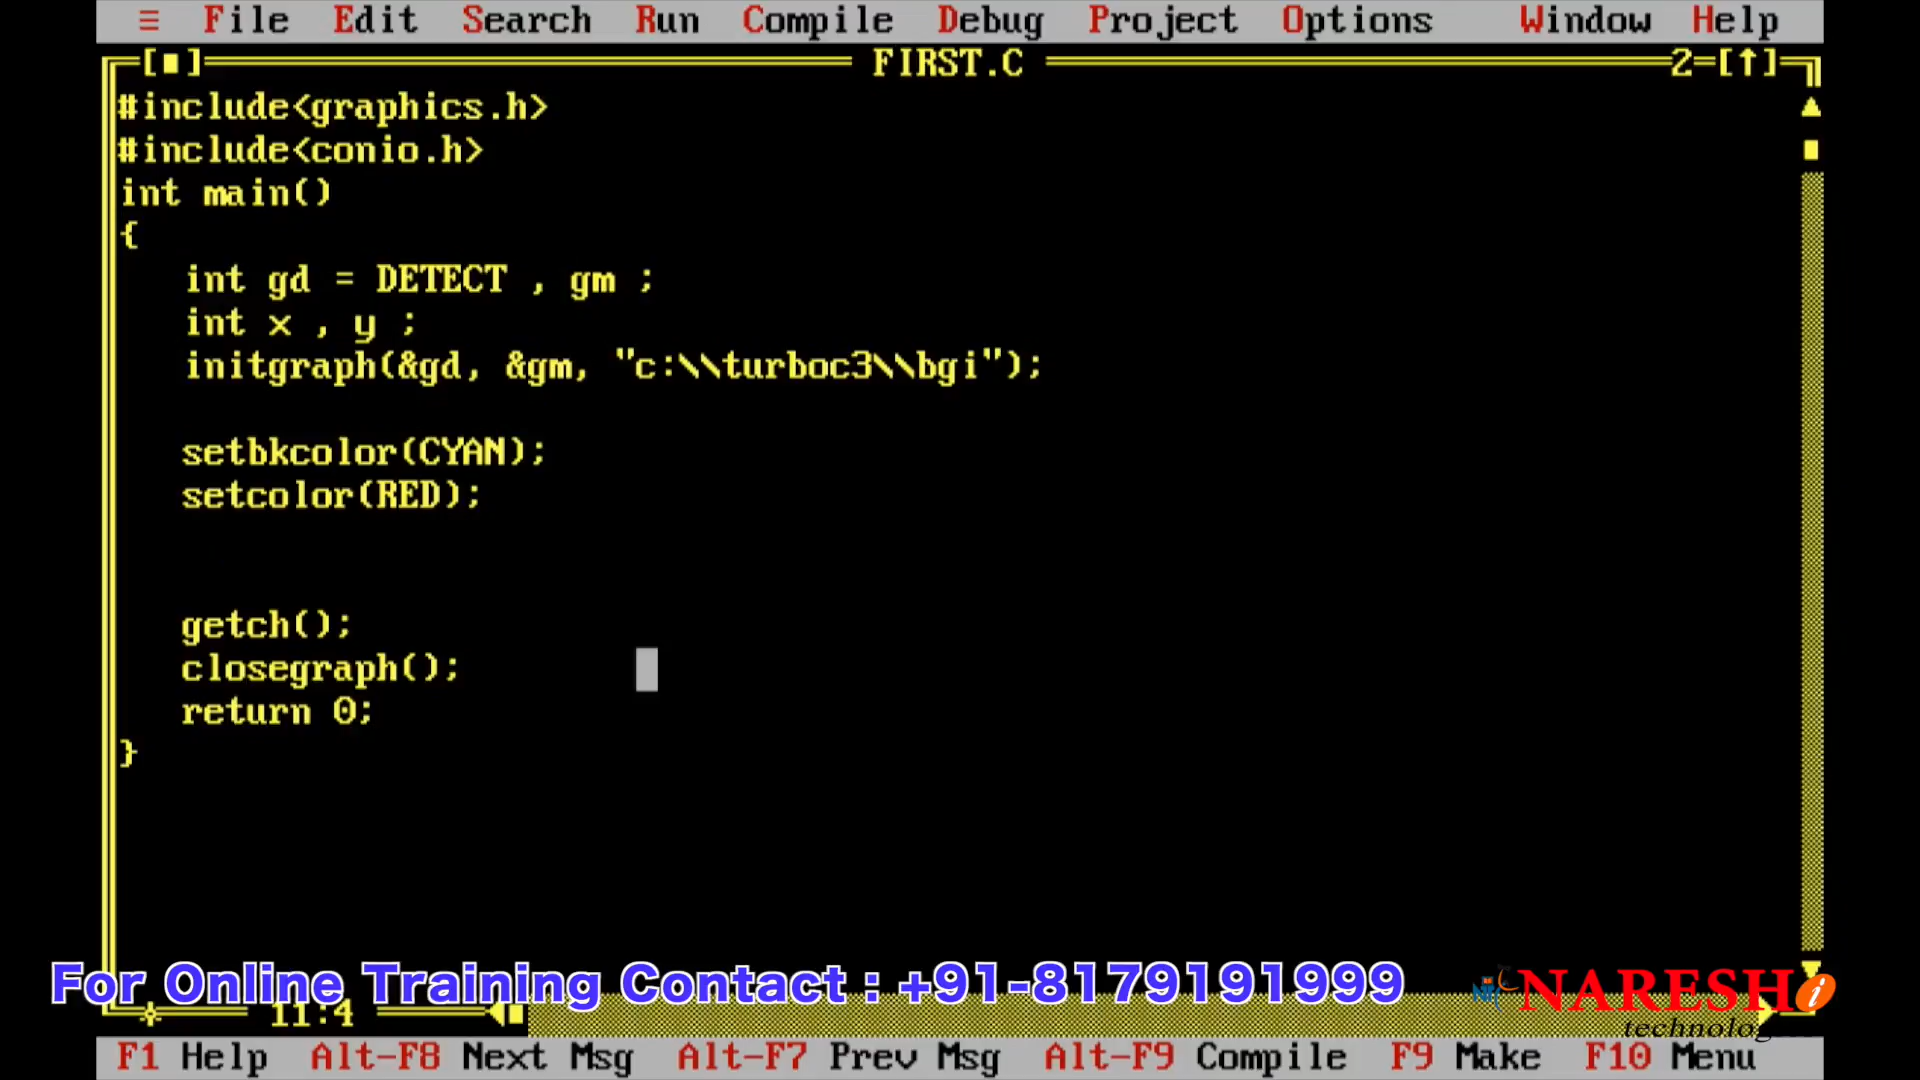 ≡ File Edit Search Run Compile Debug Project Options Window Help
[■] FIRST.C 2=[↑]
#include<graphics.h>
#include<conio.h>
int main()
{
int gd = DETECT , gm ;
int x , y ;
initgraph(&gd, &gm, "c:\\turboc3\\bgi");
setbkcolor(CYAN);
setcolor(RED);
getch();
closegraph();
return 0;
}
For Online Training Contact : +91-8179191999
NARESH i
technolo
11:4
F1 Help Alt-F8 Next Msg Alt-F7 Prev Msg Alt-F9 Compile F9 Make F10 Menu